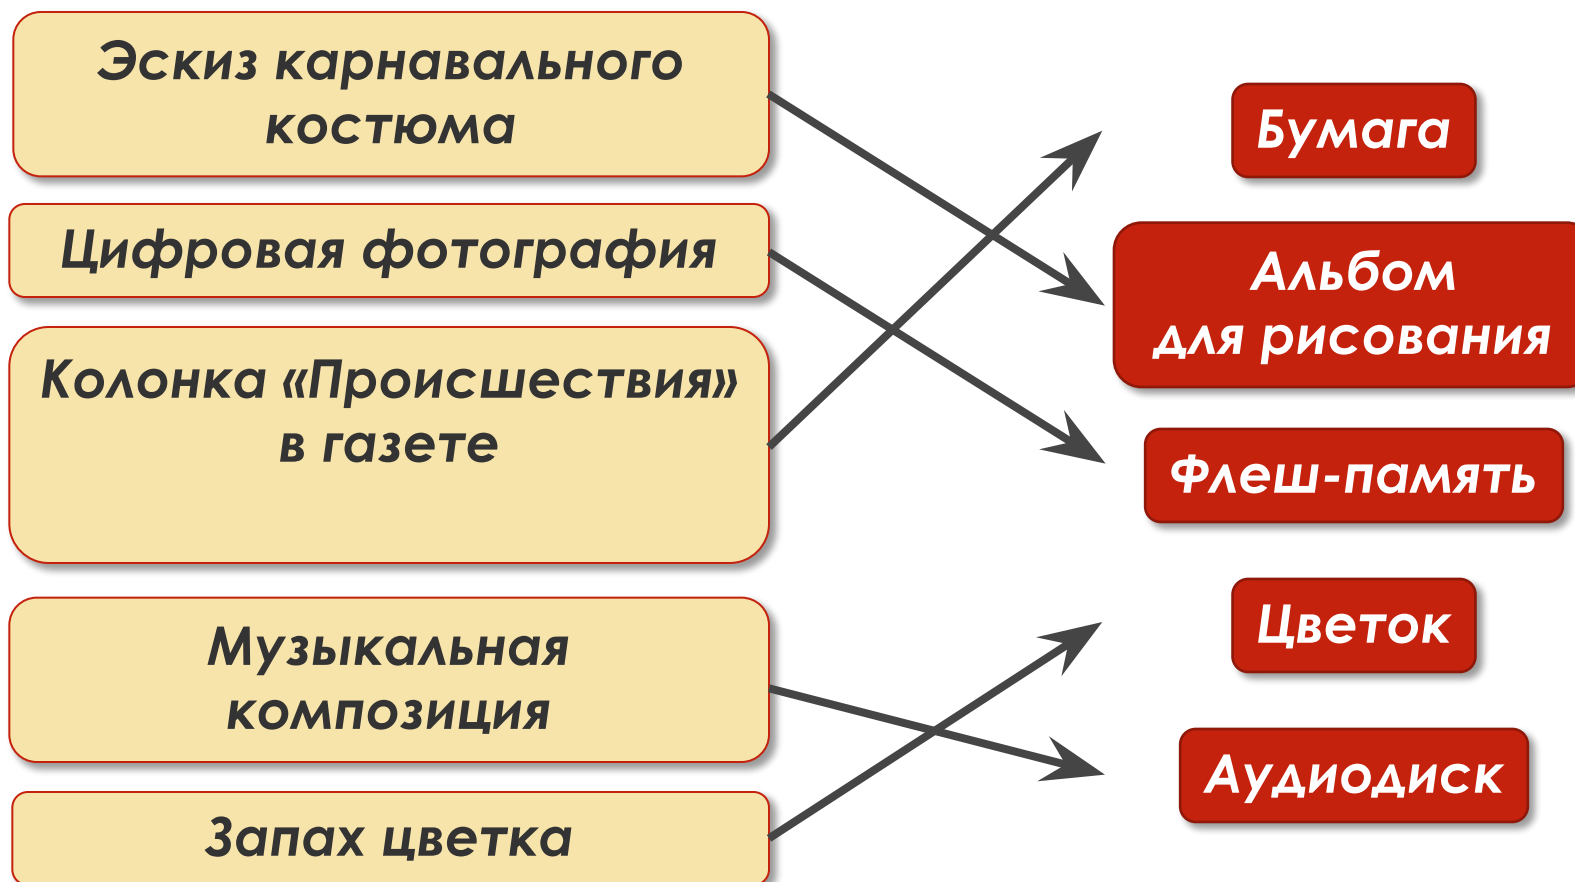 Эскиз карнавального
костюма
Цифровая фотография
Колонка «Происшествия»
в газете
Музыкальная
композиция
Запах цветка
Бумага
Альбом
для рисования
Флеш-память
Цветок
Аудиодиск